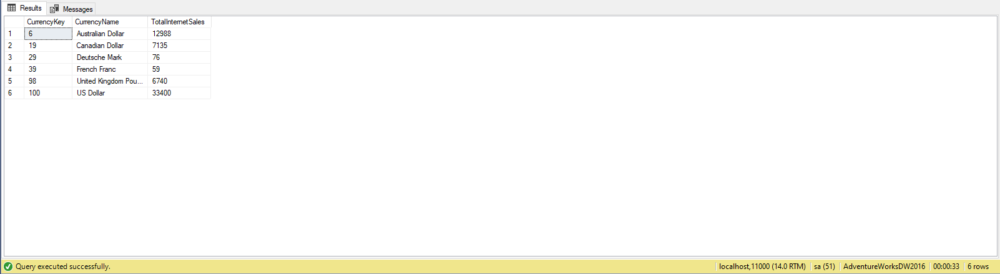 Results Messages
CurrencyKey CurrencyName TotalInternetSales
1 6 Australian Dollar 12988
2 19 Canadian Dollar 7135
3 29 Deutsche Mark 76
4 39 French Franc 59
5 98 United Kingdom Pou... 6740
6 100 US Dollar 33400
Query executed successfully. localhost,11000 (14.0 RTM) sa (51) AdventureWorksDW2016 00:00:33 6 rows